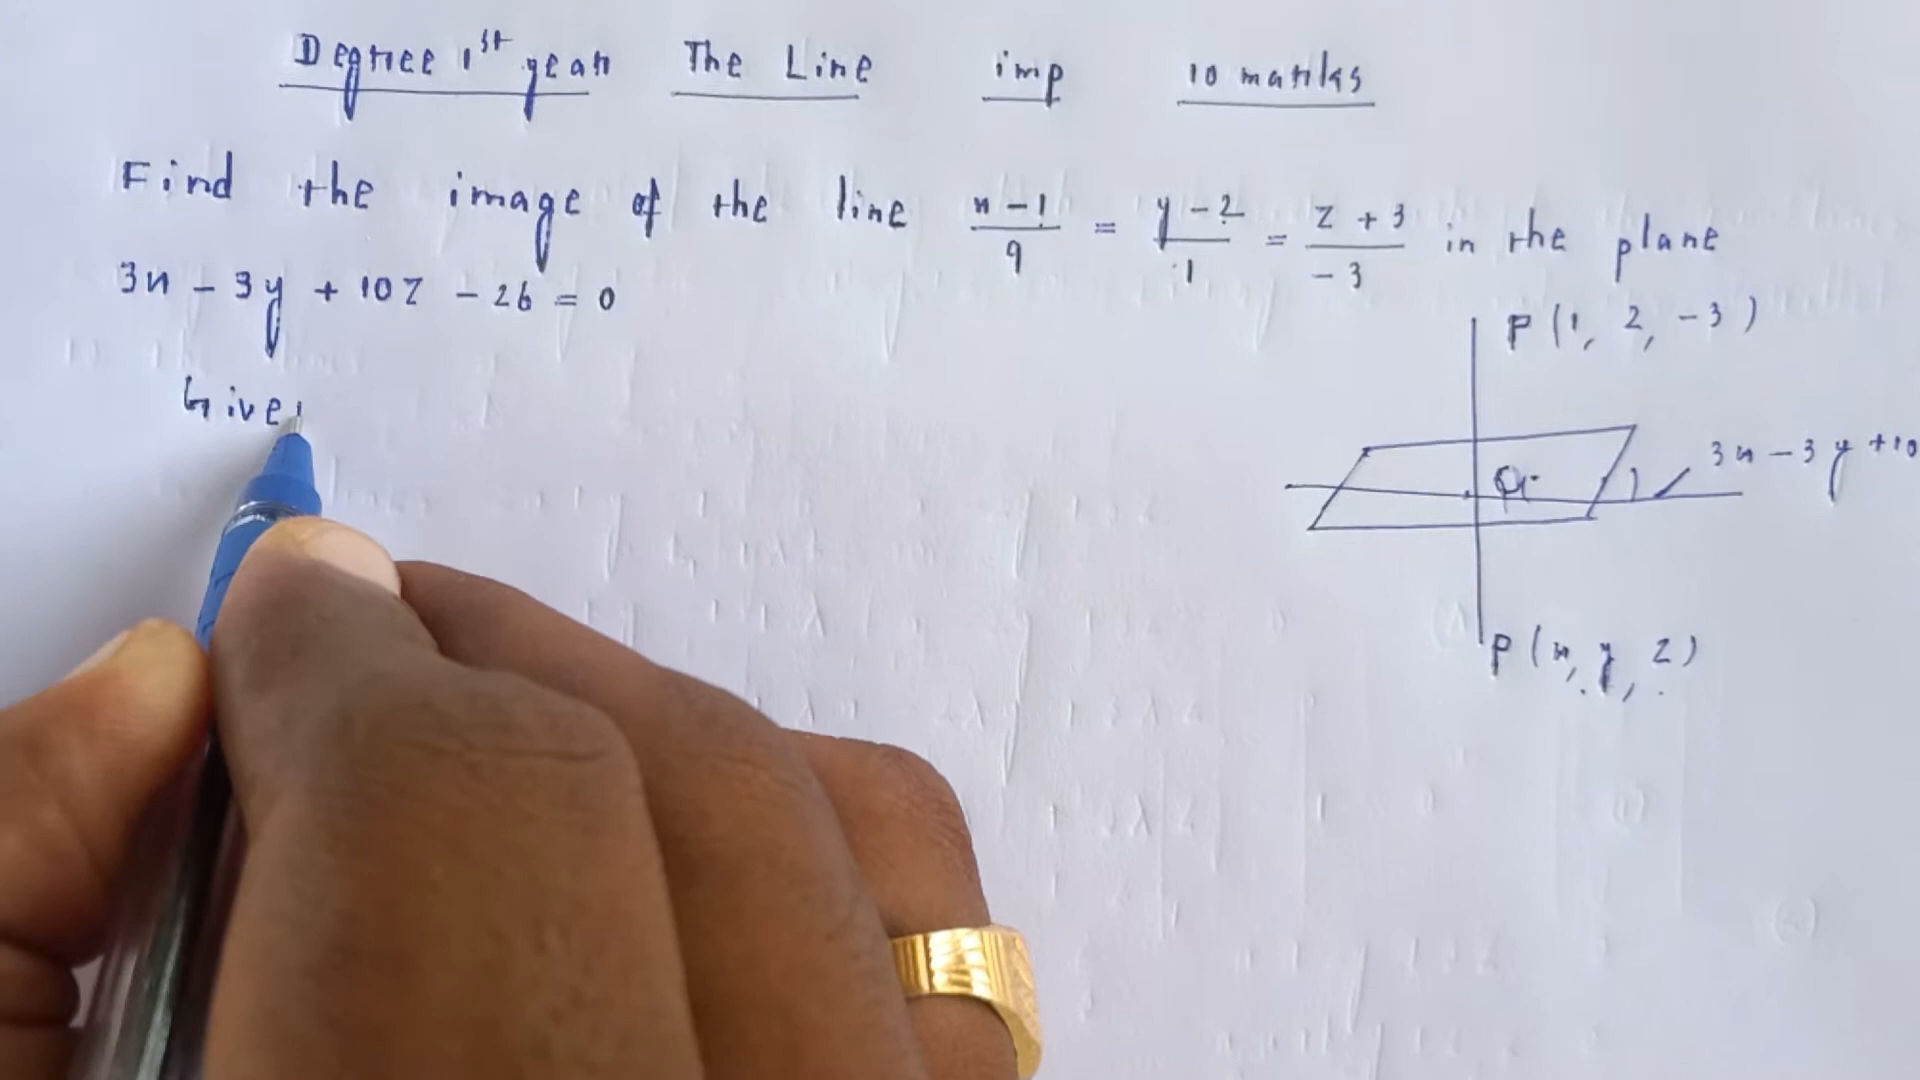 Degree 1st year The Line imp 10 marks
Find the image of the line x-1/9 = y-2/-1 = z+3/-3 in the plane
3x - 3y + 10z - 26 = 0
P(1, 2, -3)
Given
3x - 3y + 10
Q
P(x, y, z)